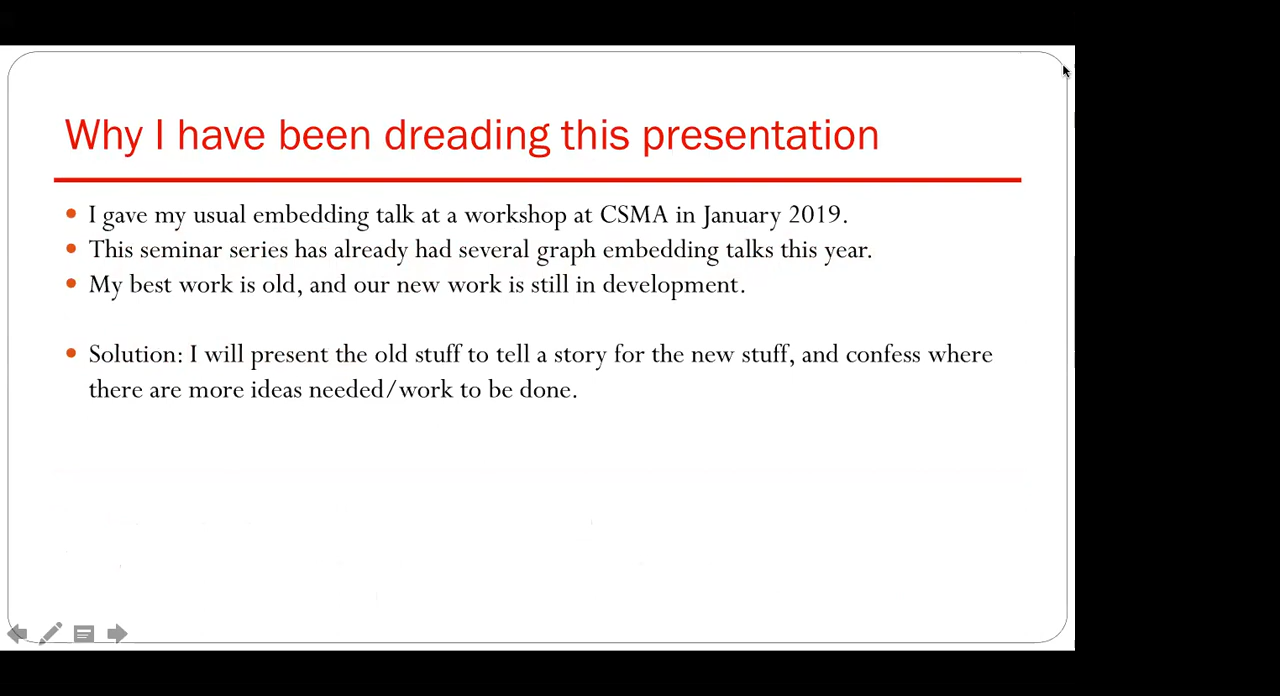 Why I have been dreading this presentation
I gave my usual embedding talk at a workshop at CSMA in January 2019.
This seminar series has already had several graph embedding talks this year.
My best work is old, and our new work is still in development.
Solution: I will present the old stuff to tell a story for the new stuff, and confess where
there are more ideas needed/work to be done.